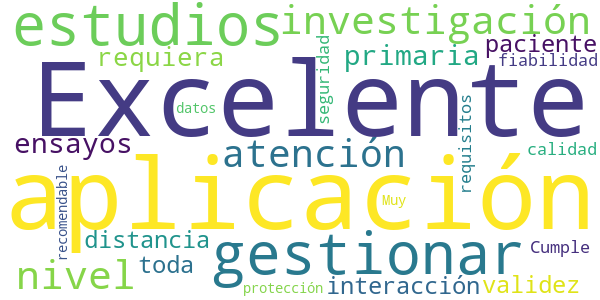 estudios
investigación
requiera
seguridad
primaria
paciente
fiabilidad
Excelente
datos
ensayos
atención
requisitos
calidad
aplicación
recomendable
Muy
distancia
gestionar
Cumple
nivel
toda
protección
interacción
validez